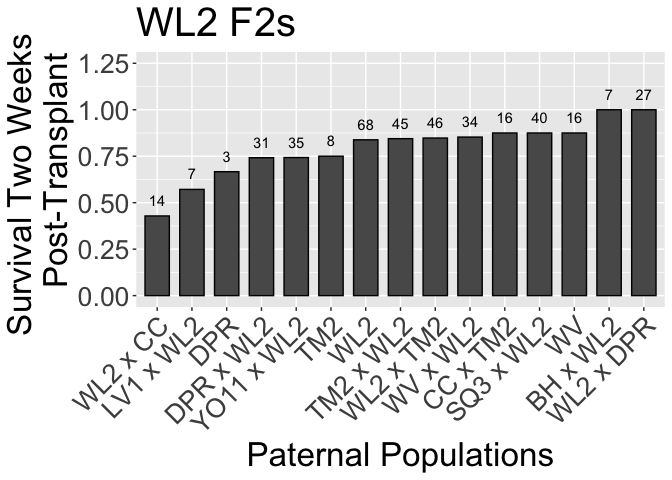 WL2 F2s
Survival Two Weeks
Post-Transplant
1.25
1.00
0.75
0.50
0.25
0.00
14
7
3
31
35
8
68
45
46
34
16
40
16
7
27
WL2 x CC
LV1 x WL2
DPR
DPR x WL2
YO11 x WL2
TM2
WL2
TM2 x WL2
WL2 x TM2
WV x WL2
CC x TM2
SQ3 x WL2
WV
BH x WL2
WL2 x DPR
Paternal Populations